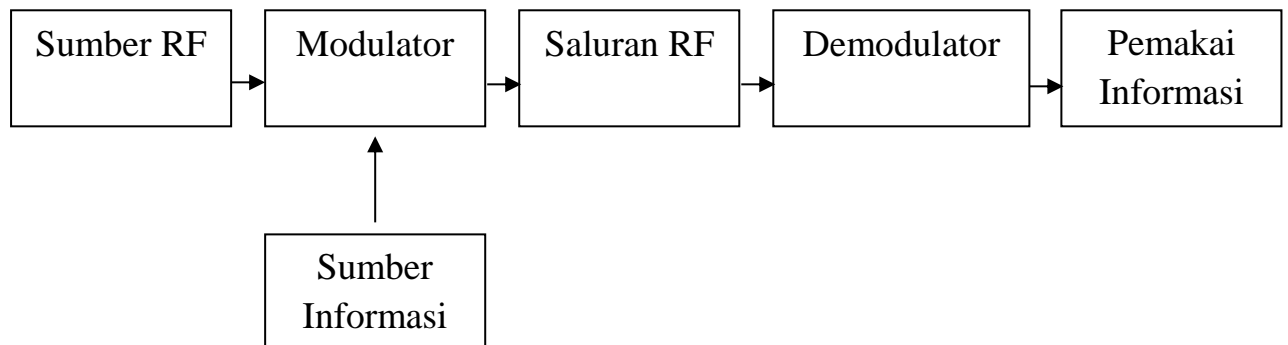 Sumber RF
Modulator
Saluran RF
Demodulator
Pemakai
Informasi
Sumber
Informasi